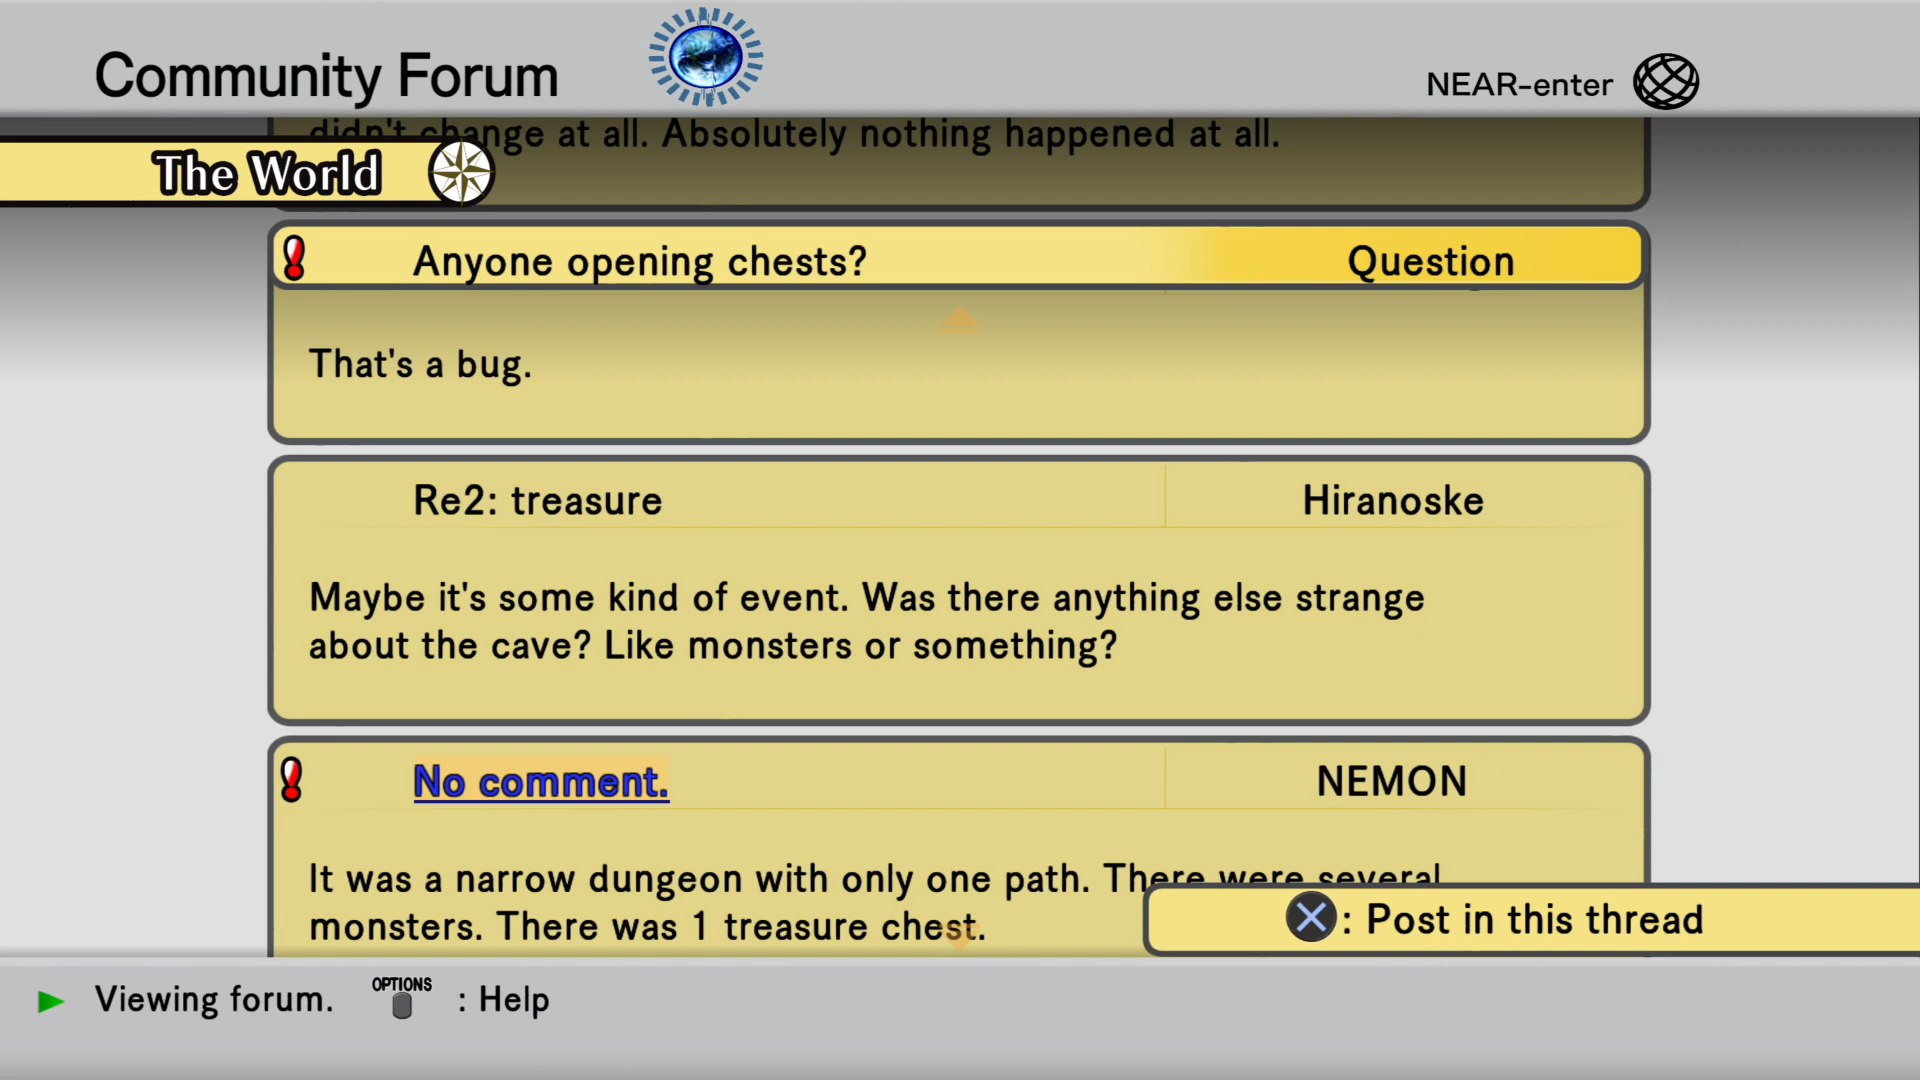 Community Forum
NEAR-enter
didn't change at all. Absolutely nothing happened at all.
The World
Anyone opening chests?
Question
That's a bug.
Re2: treasure
Hiranoske
Maybe it's some kind of event. Was there anything else strange
about the cave? Like monsters or something?
No comment.
NEMON
It was a narrow dungeon with only one path. There were several
monsters. There was 1 treasure chest.
: Post in this thread
Viewing forum.
OPTIONS
: Help